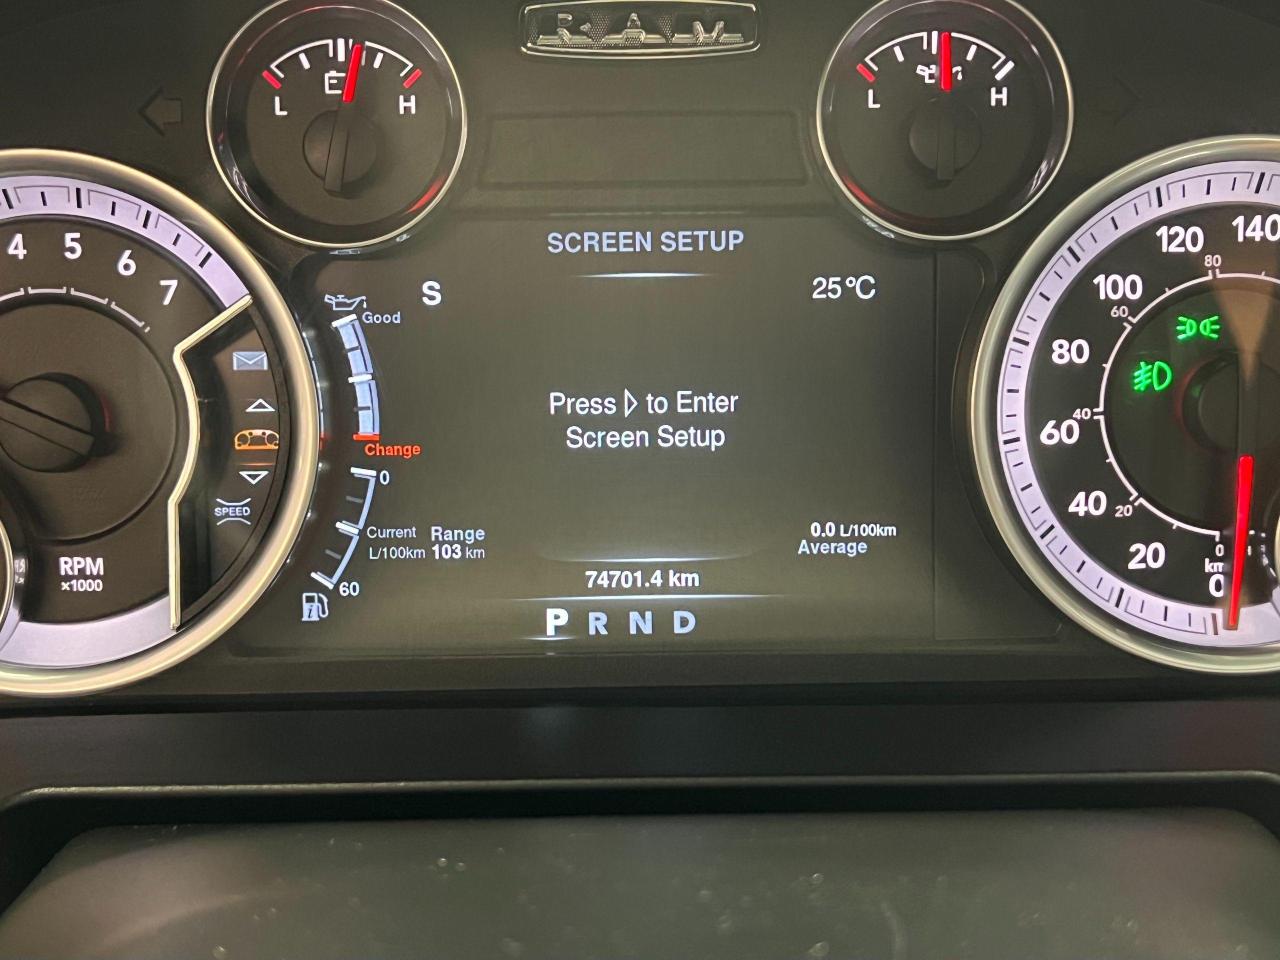 RAM
L
H
L
H
4
5
6
7
RPM
x1000
SPEED
SCREEN SETUP
S
25°C
Good
Change
Press ▷ to Enter
Screen Setup
0
60
Current
L/100km
Range
103 km
0.0 L/100km
Average
74701.4 km
P R N D
140
120
100
80
60
40
20
0
80
60
40
20
0
km